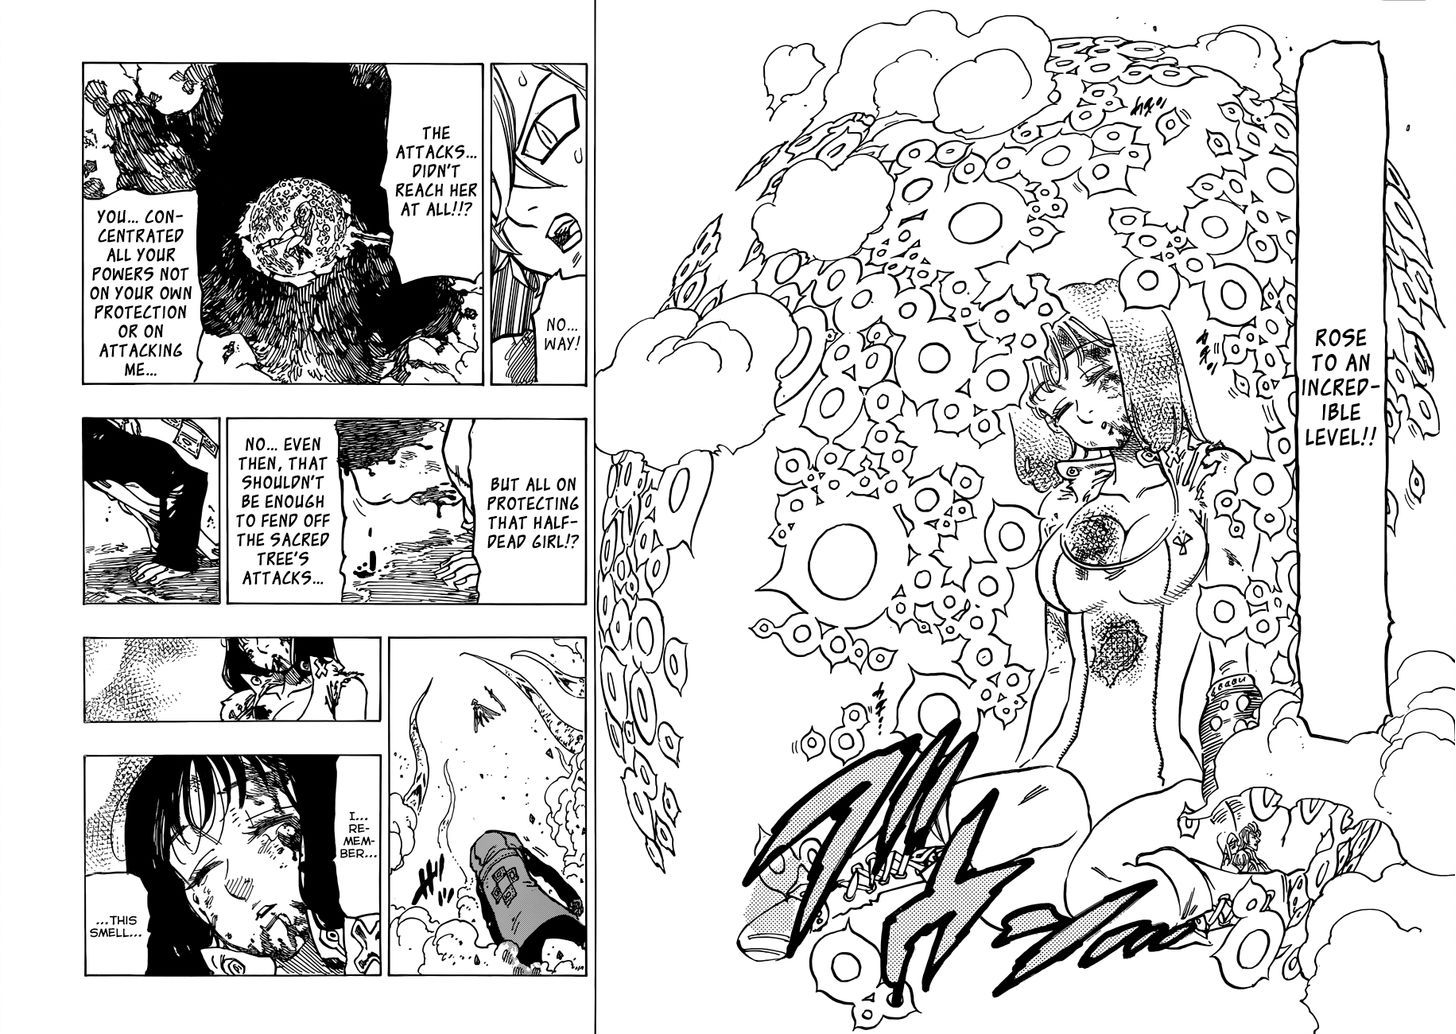 ROSE
TO AN
INCRED-
IBLE
LEVEL!!
NO...
WAY!
THE
ATTACKS...
DIDN'T
REACH HER
AT ALL!!?
YOU... CON-
CENTRATED
ALL YOUR
POWERS NOT
ON YOUR OWN
PROTECTION
OR ON
ATTACKING
ME...
BUT ALL ON
PROTECTING
THAT HALF-
DEAD GIRL!?
NO... EVEN
THEN, THAT
SHOULDN'T
BE ENOUGH
TO FEND OFF
THE SACRED
TREE'S
ATTACKS...
I...
RE-
MEM-
BER...
...THIS
SMELL...